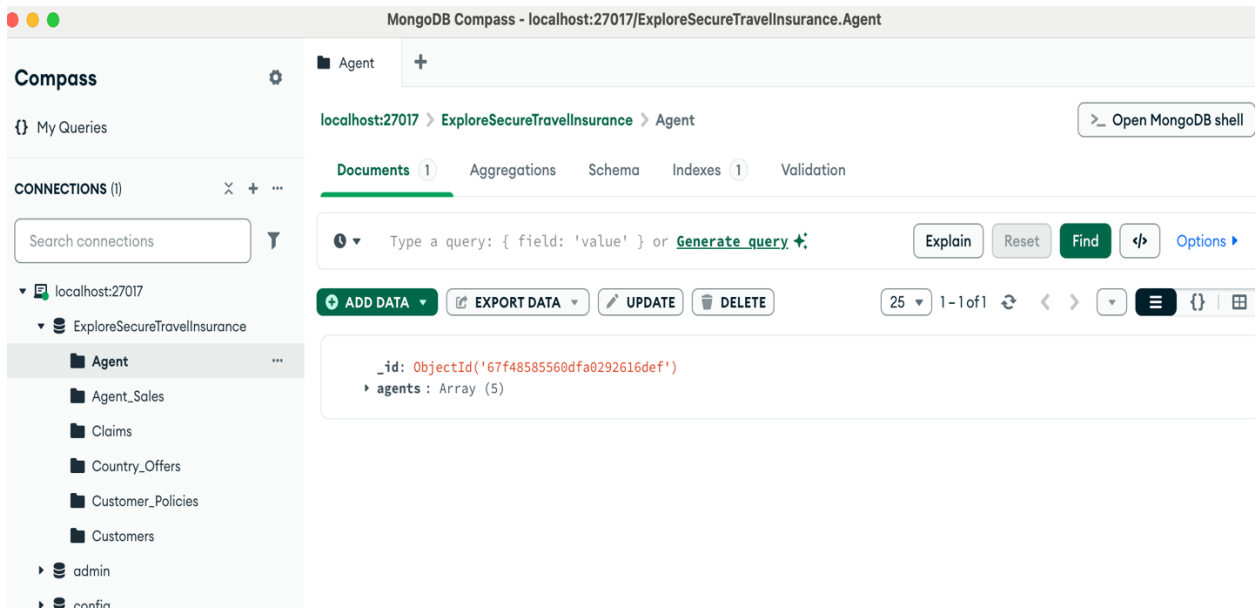 MongoDB Compass - localhost:27017/ExploreSecureTravelInsurance.Agent
Compass
{} My Queries
CONNECTIONS (1)
Search connections
localhost:27017
ExploreSecureTravelInsurance
Agent
Agent_Sales
Claims
Country_Offers
Customer_Policies
Customers
admin
config
Agent
localhost:27017 > ExploreSecureTravelInsurance > Agent
>_ Open MongoDB shell
Documents 1 Aggregations Schema Indexes 1 Validation
Type a query: { field: 'value' } or Generate query
Explain Reset Find </> Options
ADD DATA EXPORT DATA UPDATE DELETE
25 1-1 of 1 {}
_id: ObjectId('67f48585560dfa0292616def')
agents : Array (5)